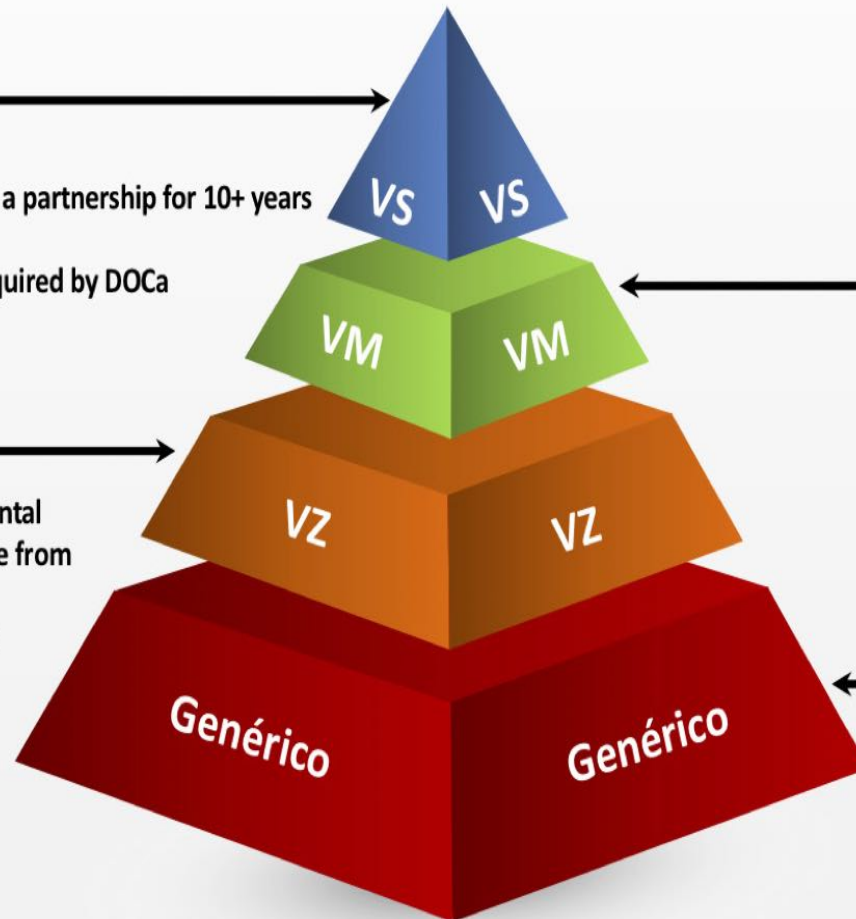 VS VS
a partnership for 10+ years
quired by DOCa
VM VM
VZ VZ
ntal
e from
Genérico Genérico